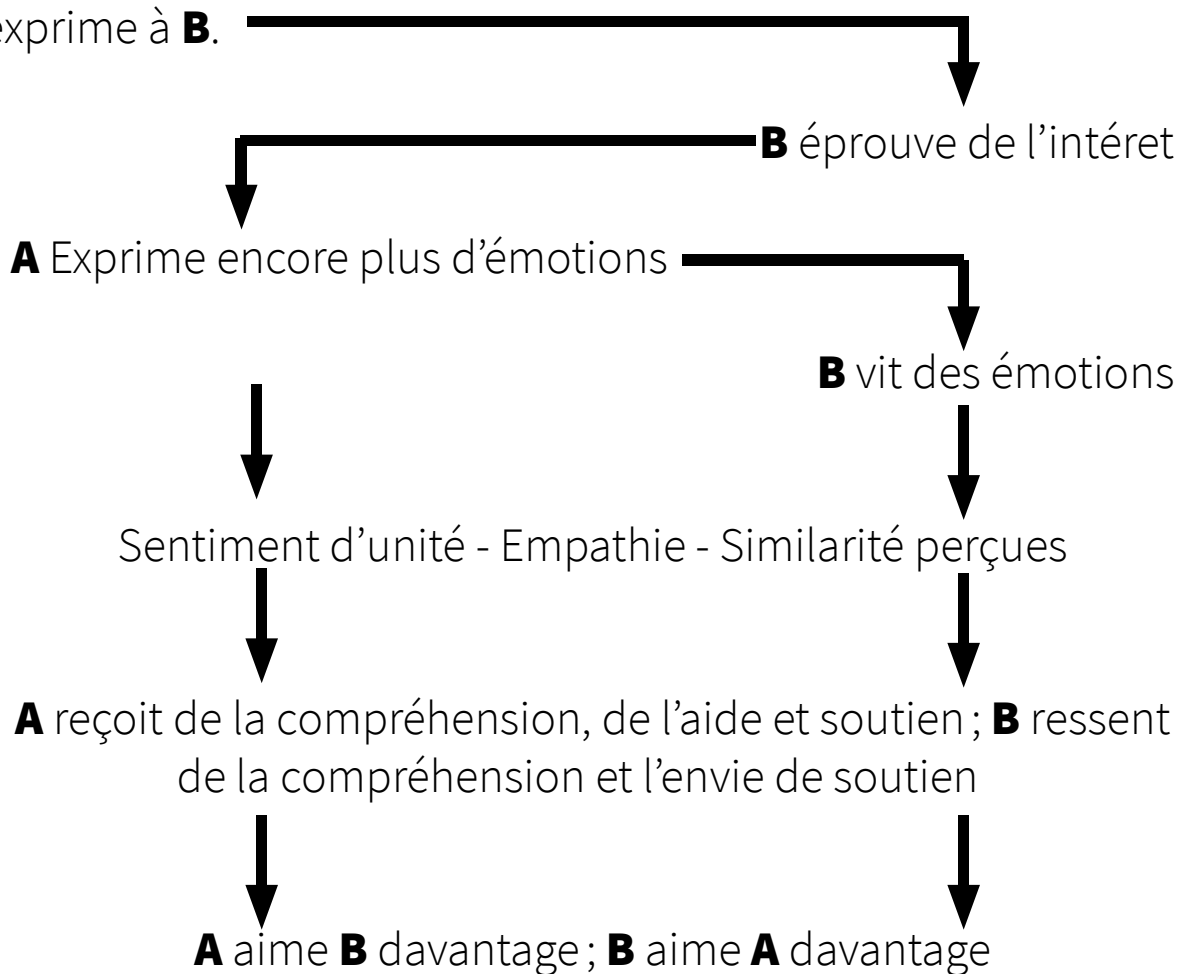 exprime à B.
B éprouve de l'intéret
A Exprime encore plus d'émotions
B vit des émotions
Sentiment d'unité - Empathie - Similarité perçues
A reçoit de la compréhension, de l'aide et soutien ; B ressent
de la compréhension et l'envie de soutien
A aime B davantage ; B aime A davantage